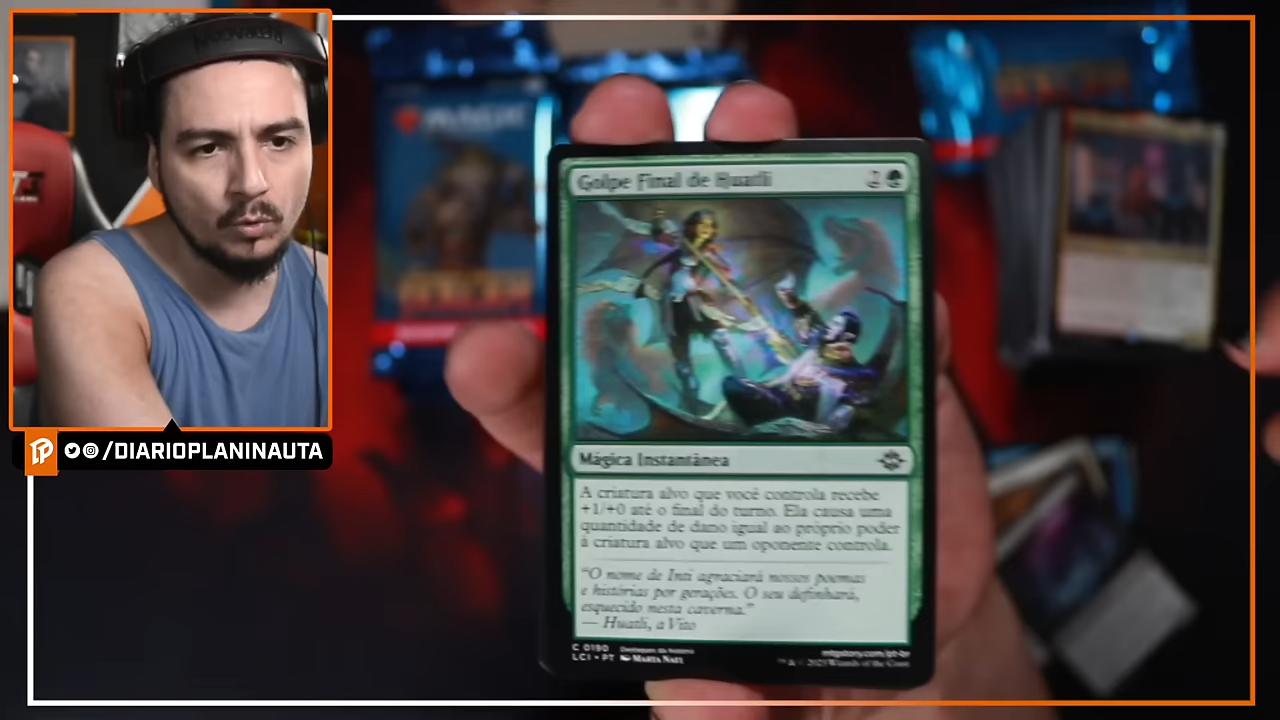 /DIARIOPLANINAUTA
MAGIC
Golpe Final de Huatli
2
Mágica Instantânea
A criatura alvo que você controla recebe
+1/+0 até o final do turno. Ela causa uma
quantidade de dano igual ao próprio poder
à criatura alvo que um oponente controla.
"O nome de Inti agraciará nossos poemas
e histórias por gerações. O seu definhará,
esquecido nesta caverna."
— Huatli, a Vito
C 0190
LCI • PT MARTA NAEL
mtgstory.com/pt-br
™ & © 2023 Wizards of the Coast